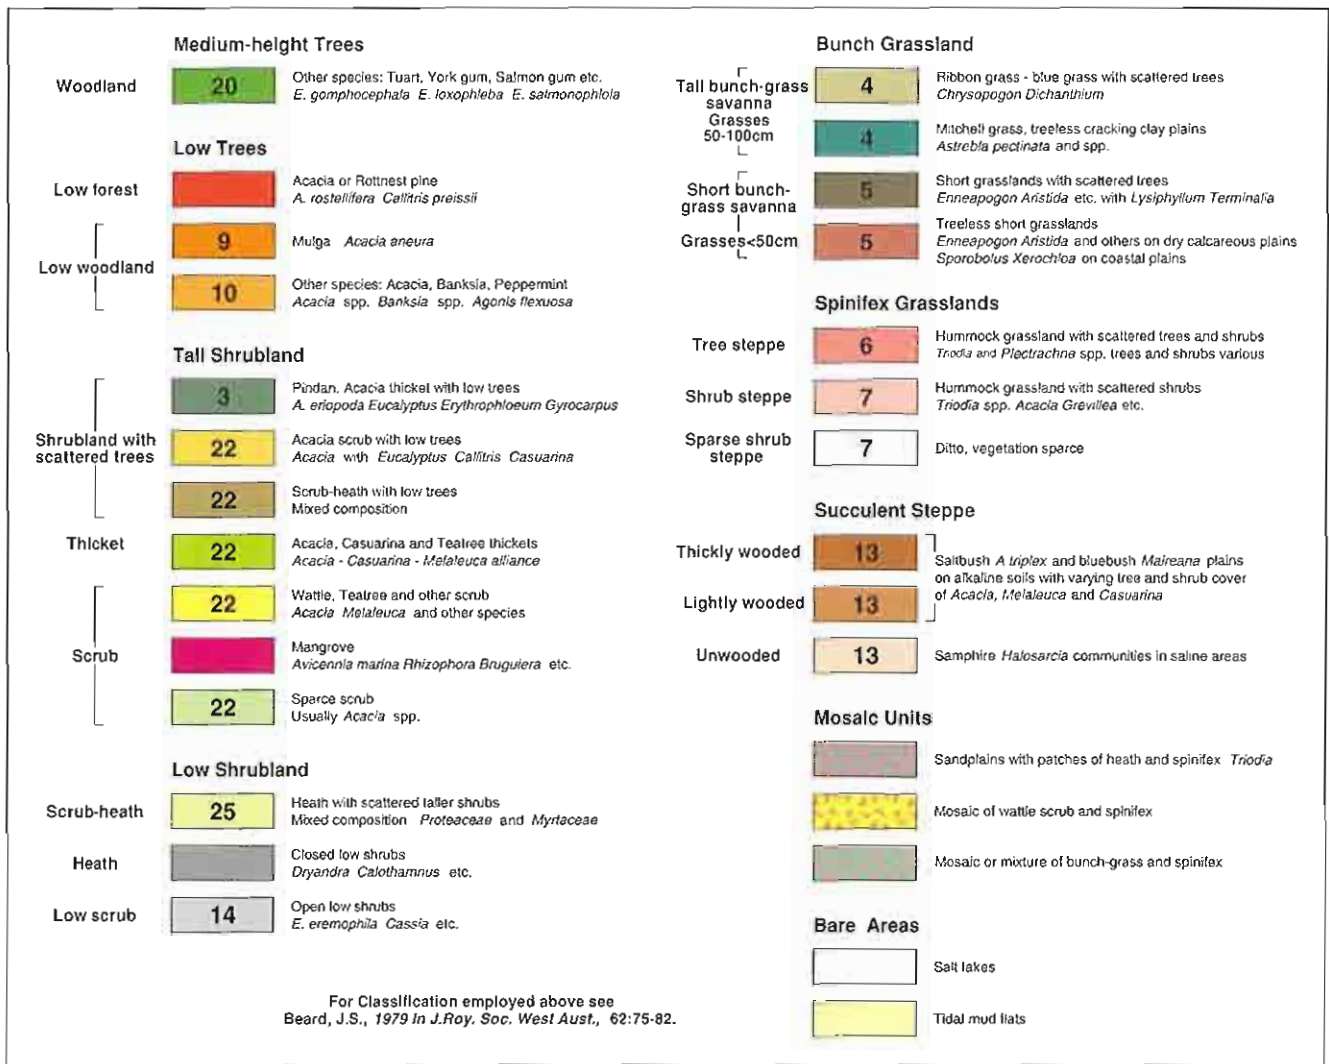 Medium-height Trees
Woodland
20
Other species: Tuart, York gum, Salmon gum etc.
E. gomphocephala E. loxophleba E. salmonophloia
Low Trees
Low forest
Acacia or Rottnest pine
A. rostellifera Callitris preissii
Low woodland
9
Mulga Acacia aneura
10
Other species: Acacia, Banksia, Peppermint
Acacia spp. Banksia spp. Agonis flexuosa
Tall Shrubland
Shrubland with
scattered trees
3
Pindan, Acacia thicket with low trees
A. eriopoda Eucalyptus Erythrophloeum Gyrocarpus
22
Acacia scrub with low trees
Acacia with Eucalyptus Callitris Casuarina
22
Scrub-heath with low trees
Mixed composition
Thicket
22
Acacia, Casuarina and Teatree thickets
Acacia - Casuarina - Melaleuca alliance
Scrub
22
Wattle, Teatree and other scrub
Acacia Melaleuca and other species
Mangrove
Avicennia marina Rhizophora Bruguiera etc.
22
Sparce scrub
Usually Acacia spp.
Low Shrubland
Scrub-heath
25
Heath with scattered taller shrubs
Mixed composition Proteaceae and Myrtaceae
Heath
Closed low shrubs
Dryandra Calothamnus etc.
Low scrub
14
Open low shrubs
E. eremophila Cassia etc.
For Classification employed above see
Beard, J.S., 1979 in J.Roy. Soc. West Aust., 62:75-82.
Bunch Grassland
Tall bunch-grass
savanna
Grasses
50-100cm
4
Ribbon grass - blue grass with scattered trees
Chrysopogon Dichanthium
4
Mitchell grass, treeless cracking clay plains
Astrebla pectinata and spp.
Short bunch-
grass savanna
Grasses<50cm
5
Short grasslands with scattered trees
Enneapogon Aristida etc. with Lysiphyllum Terminalia
5
Treeless short grasslands
Enneapogon Aristida and others on dry calcareous plains
Sporobolus Xerochloa on coastal plains
Spinifex Grasslands
Tree steppe
6
Hummock grassland with scattered trees and shrubs
Triodia and Plectrachne spp. trees and shrubs various
Shrub steppe
7
Hummock grassland with scattered shrubs
Triodia spp. Acacia Grevillea etc.
Sparse shrub
steppe
7
Ditto, vegetation sparce
Succulent Steppe
Thickly wooded
13
Lightly wooded
13
Saltbush A triplex and bluebush Maireana plains
on alkaline soils with varying tree and shrub cover
of Acacia, Melaleuca and Casuarina
Unwooded
13
Samphire Halosarcia communities in saline areas
Mosaic Units
Sandplains with patches of heath and spinifex Triodia
Mosaic of wattle scrub and spinifex
Mosaic or mixture of bunch-grass and spinifex
Bare Areas
Salt lakes
Tidal mud flats